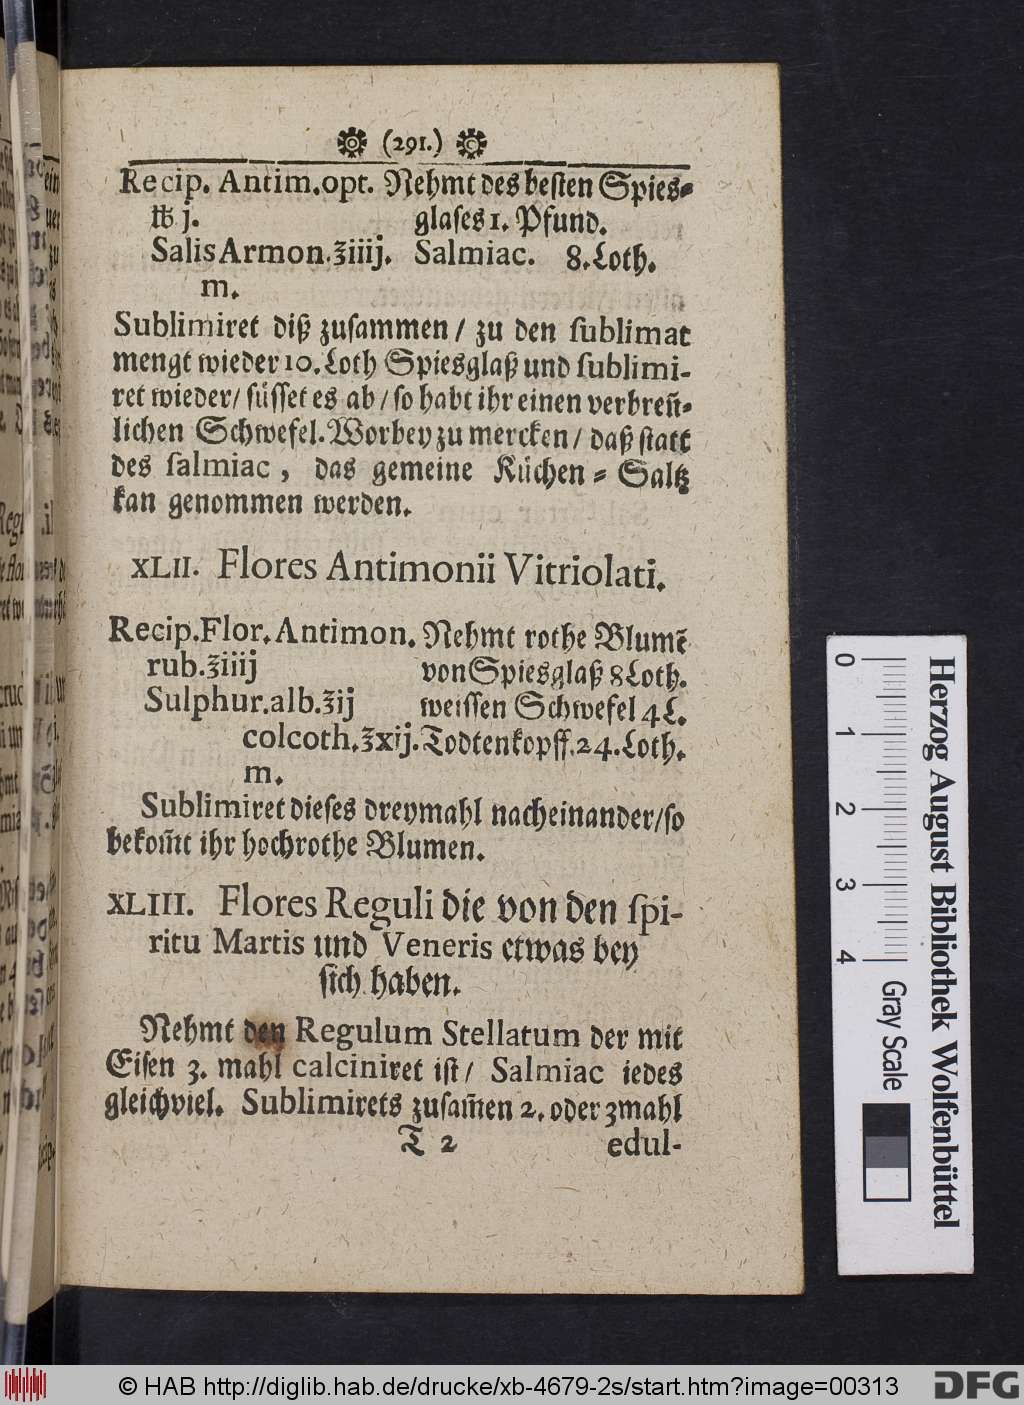 (291.)
Recip. Antim. opt. Nehmt des besten Spies-
℔ j. glases 1. Pfund.
Salis Armon. ℥iiij. Salmiac. 8. Loth.
m.
Sublimiret diß zusammen / zu den sublimat
mengt wieder 10. Loth Spiesglaß und sublimi-
ret wieder / süsset es ab / so habt ihr einen verbreñ-
lichen Schwefel. Worbey zu mercken / daß statt
des salmiac, das gemeine Küchen-Saltz
kan genommen werden.
XLII. Flores Antimonii Vitriolati.
Recip. Flor. Antimon. Nehmt rothe Blumẽ
rub. ℥iiij von Spiesglaß 8 Loth.
Sulphur. alb. ℥ij weissen Schwefel 4 L.
colcoth. ℥xij. Todtenkopff. 24. Loth.
m.
Sublimiret dieses dreymahl nacheinander / so
bekom̃t ihr hochrothe Blumen.
XLIII. Flores Reguli die von den spi-
ritu Martis und Veneris etwas bey
sich haben.
Nehmt den Regulum Stellatum der mit
Eisen 3. mahl calciniret ist / Salmiac iedes
gleichviel. Sublimirets zusam̃en 2. oder 3mahl
T 2 edul-
0 1 2 3 4
Herzog August Bibliothek Wolfenbüttel
Gray Scale
© HAB http://diglib.hab.de/drucke/xb-4679-2s/start.htm?image=00313
DFG